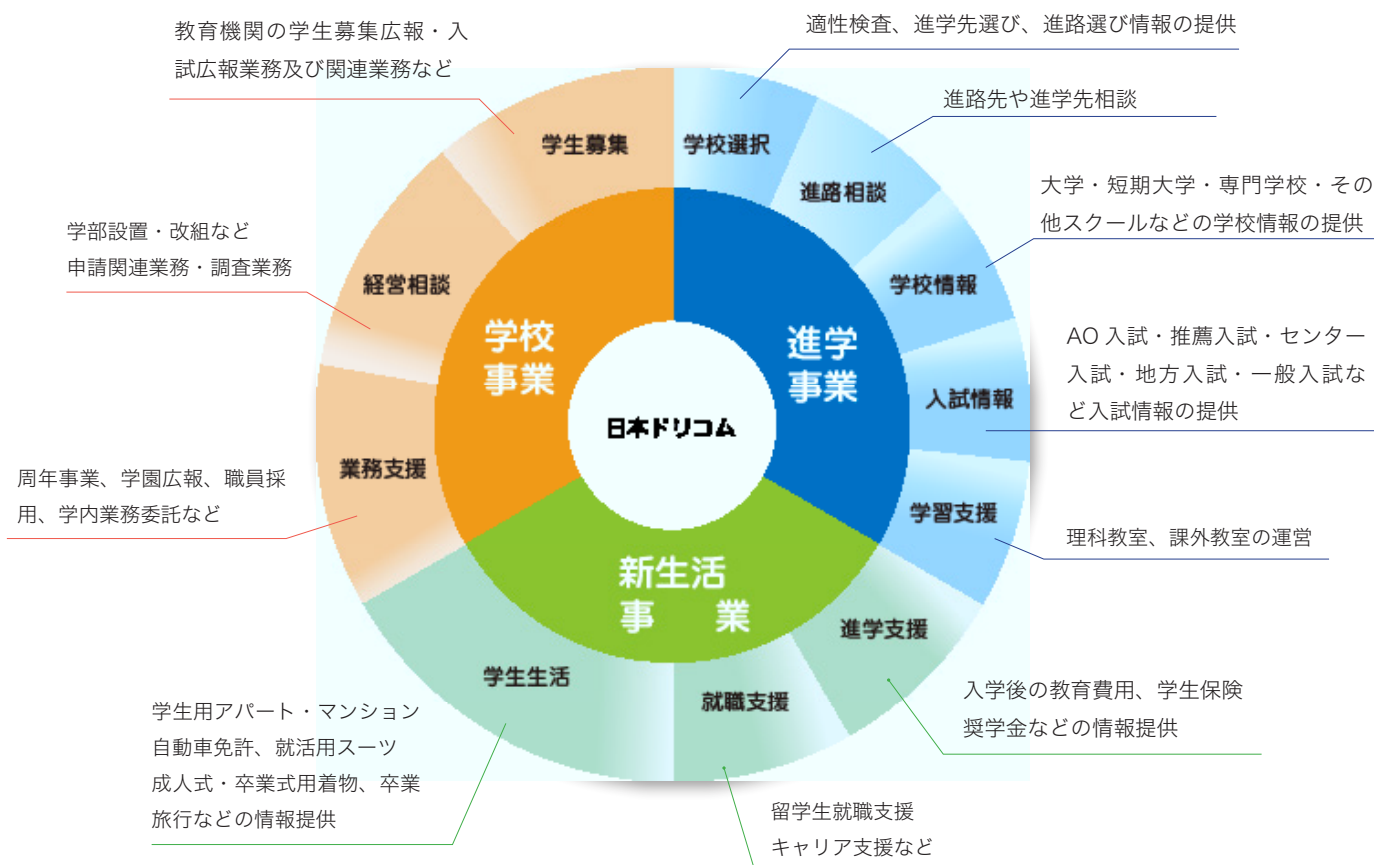 適性検査、進学先選び、進路選び情報の提供
教育機関の学生募集広報・入
試広報業務及び関連業務など
進路先や進学先相談
学生募集
学校選択
進路相談
大学・短期大学・専門学校・その
他スクールなどの学校情報の提供
学部設置・改組など
申請関連業務・調査業務
経営相談
学校情報
学校
事業
進学
事業
AO 入試・推薦入試・センター
入試・地方入試・一般入試な
ど入試情報の提供
入試情報
日本ドリコム
業務支援
周年事業、学園広報、職員採
用、学内業務委託など
学習支援
理科教室、課外教室の運営
新生活
事 業
進学支援
学生生活
就職支援
入学後の教育費用、学生保険
奨学金などの情報提供
学生用アパート・マンション
自動車免許、就活用スーツ
成人式・卒業式用着物、卒業
旅行などの情報提供
留学生就職支援
キャリア支援など